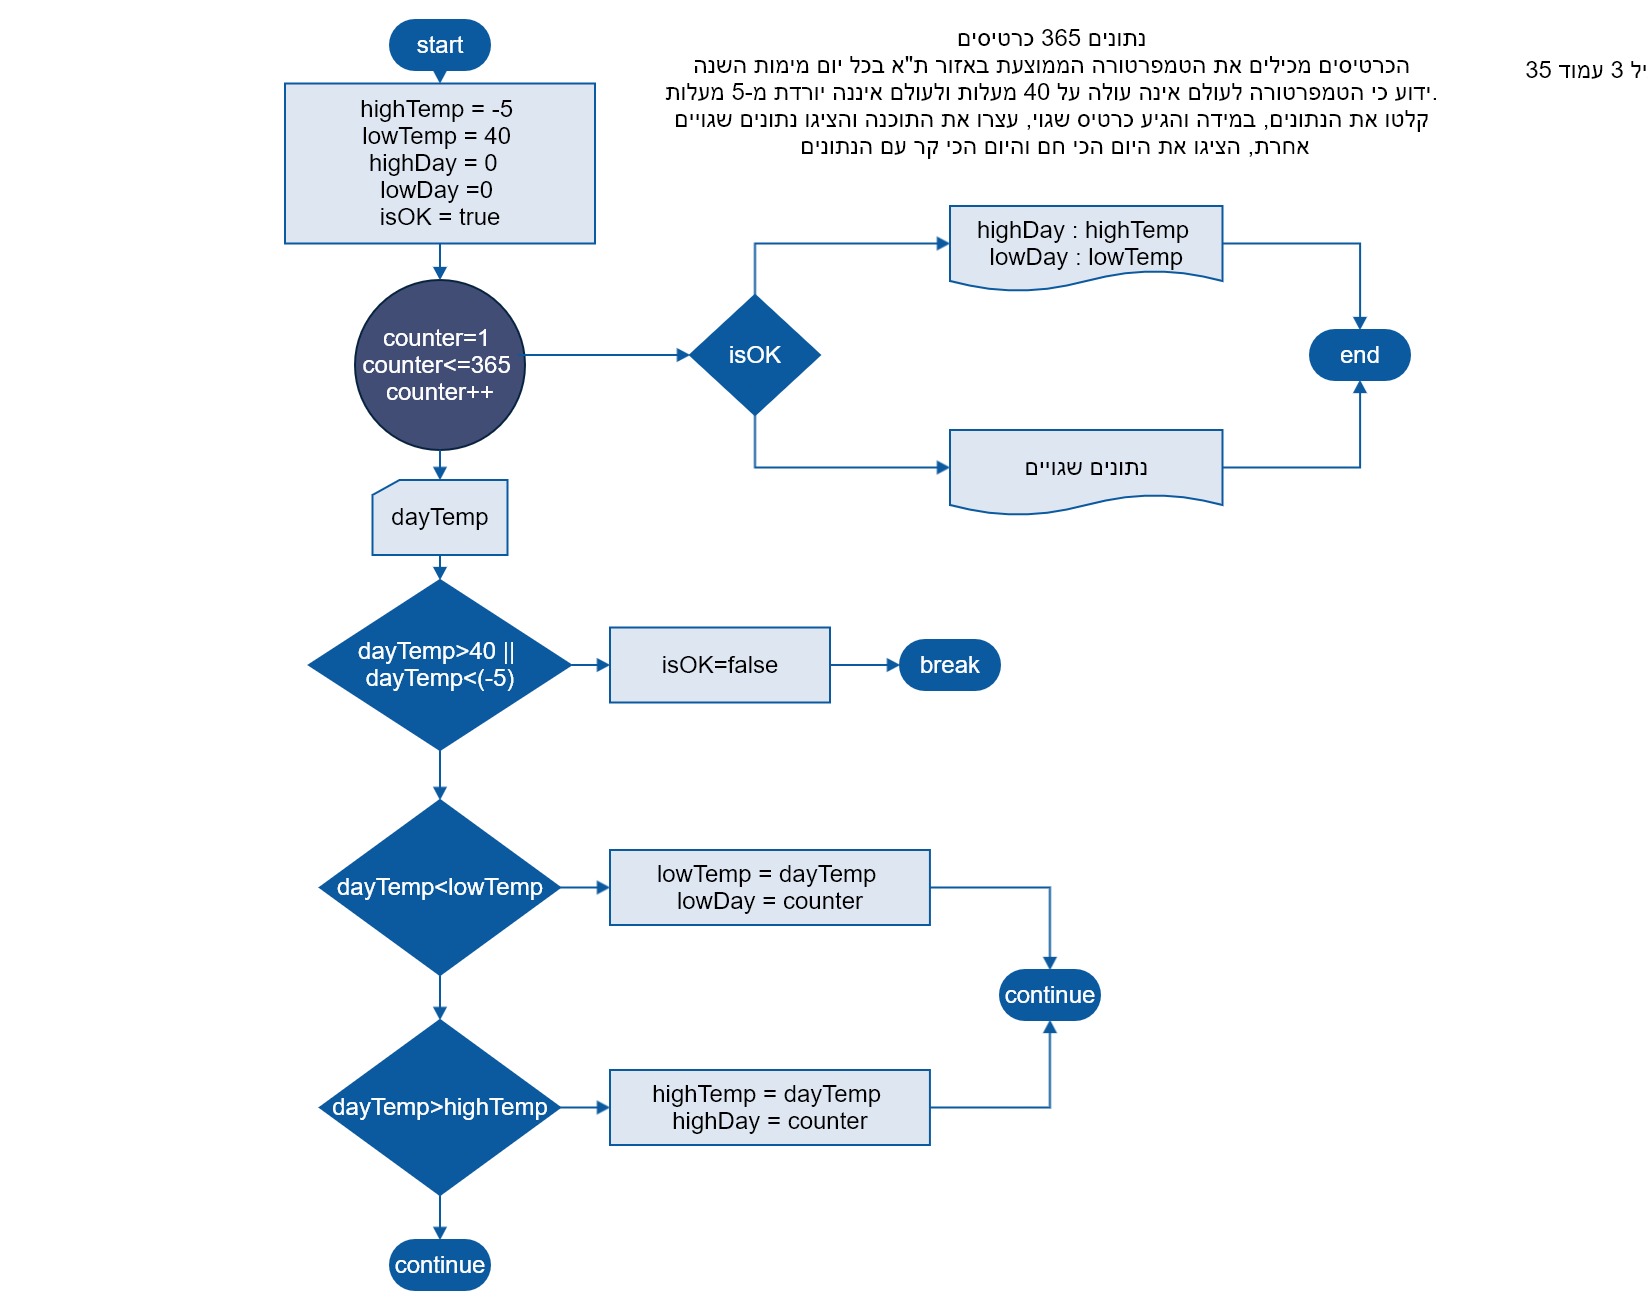 start
highTemp = -5
lowTemp = 40
highDay = 0
lowDay =0
isOK = true
נתונים 365 כרטיסים
הכרטיסים מכילים את הטמפרטורה הממוצעת באזור ת"א בכל יום מימות השנה
ידוע כי הטמפרטורה לעולם אינה עולה על 40 מעלות ולעולם איננה יורדת מ-5 מעלות.
קלטו את הנתונים, במידה והגיע כרטיס שגוי, עצרו את התוכנה והציגו נתונים שגויים
אחרת, הציגו את היום הכי חם והיום הכי קר עם הנתונים
יל 3 עמוד 35
counter=1
counter<=365
counter++
isOK
highDay : highTemp
lowDay : lowTemp
end
נתונים שגויים
dayTemp
dayTemp>40 ||
dayTemp<(-5)
isOK=false
break
dayTemp<lowTemp
lowTemp = dayTemp
lowDay = counter
continue
dayTemp>highTemp
highTemp = dayTemp
highDay = counter
continue